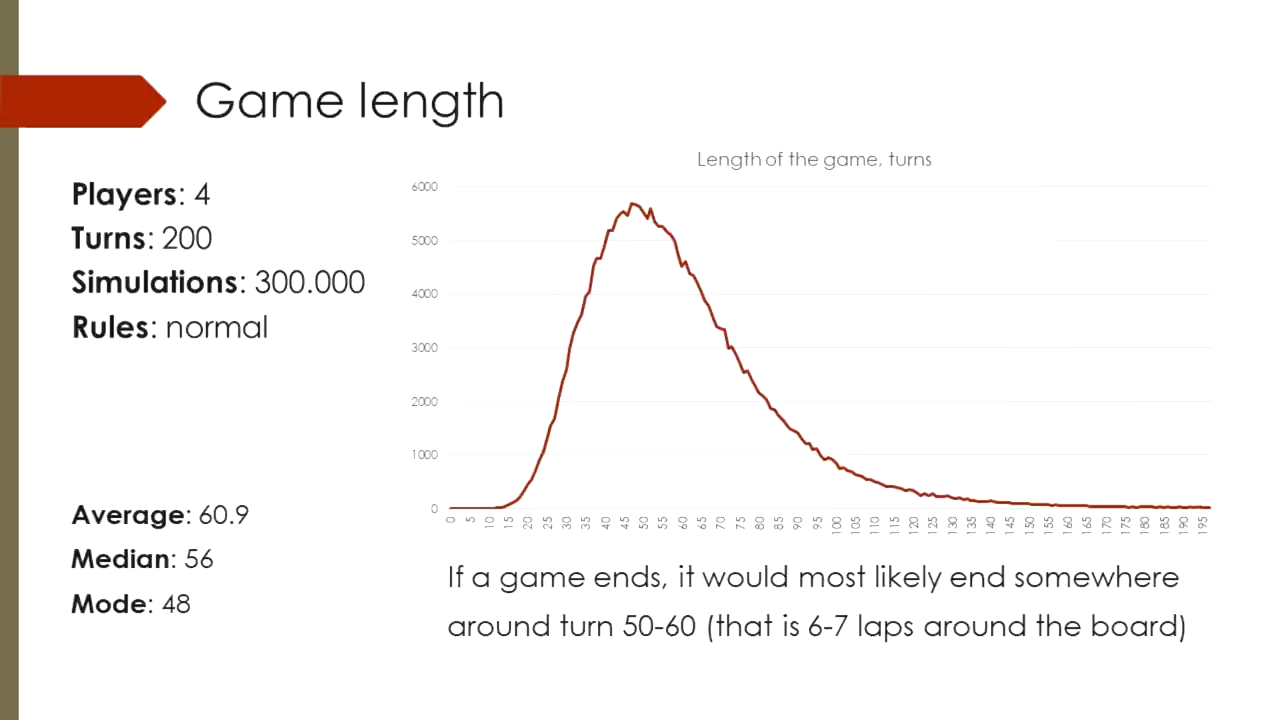 Game length
Players: 4
Turns: 200
Simulations: 300.000
Rules: normal
Average: 60.9
Median: 56
Mode: 48
Length of the game, turns
6000
5000
4000
3000
2000
1000
0
0 5 10 15 20 25 30 35 40 45 50 55 60 65 70 75 80 85 90 95 100 105 110 115 120 125 130 135 140 145 150 155 160 165 170 175 180 185 190 195
If a game ends, it would most likely end somewhere
around turn 50-60 (that is 6-7 laps around the board)